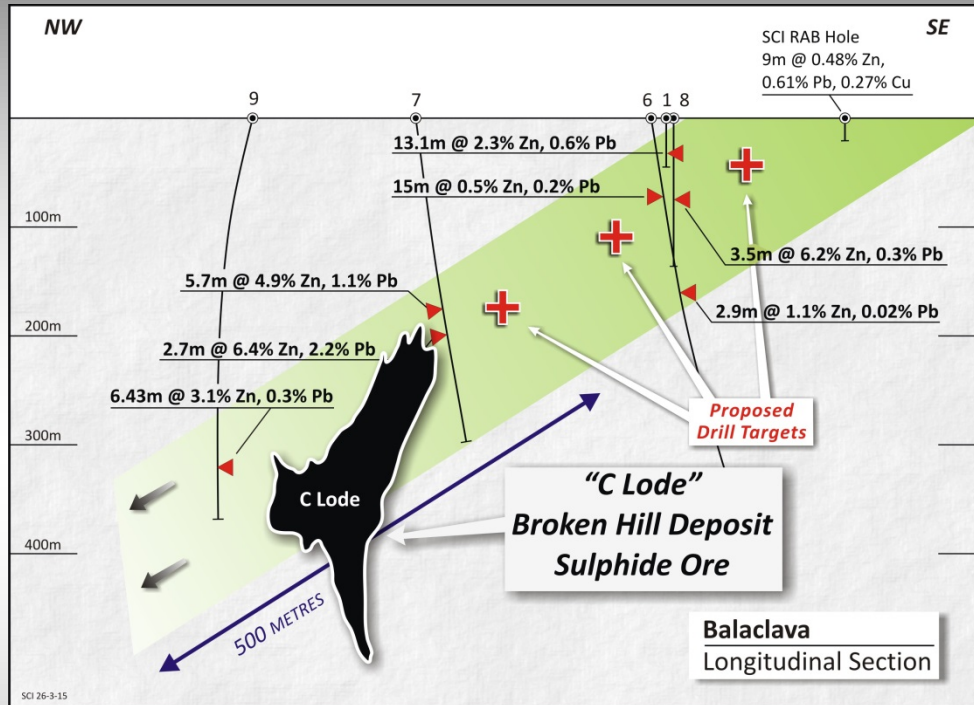 NW
SE
SCI RAB Hole
9m @ 0.48% Zn,
0.61% Pb, 0.27% Cu
9
7
6
1
8
13.1m @ 2.3% Zn, 0.6% Pb
15m @ 0.5% Zn, 0.2% Pb
100m
3.5m @ 6.2% Zn, 0.3% Pb
5.7m @ 4.9% Zn, 1.1% Pb
2.9m @ 1.1% Zn, 0.02% Pb
200m
2.7m @ 6.4% Zn, 2.2% Pb
6.43m @ 3.1% Zn, 0.3% Pb
Proposed
Drill Targets
300m
C Lode
"C Lode"
Broken Hill Deposit
Sulphide Ore
400m
500 METRES
Balaclava
Longitudinal Section
SCI 26-3-15